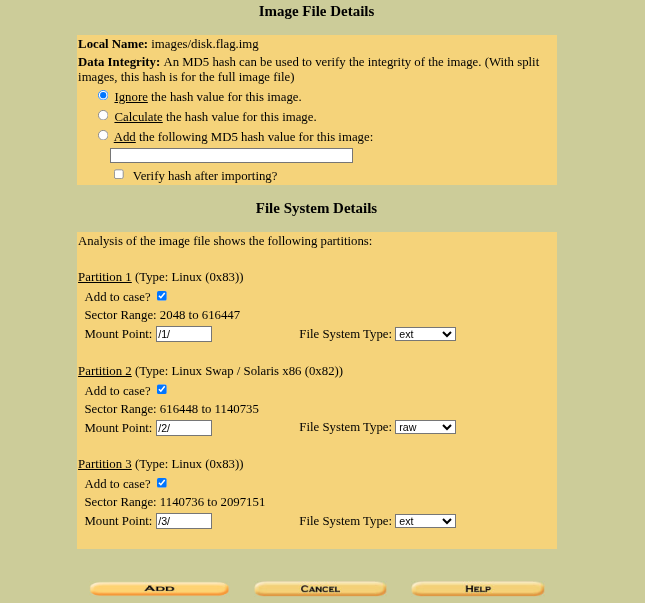 Image File Details
Local Name: images/disk.flag.img
Data Integrity: An MD5 hash can be used to verify the integrity of the image. (With split
images, this hash is for the full image file)
Ignore the hash value for this image.
Calculate the hash value for this image.
Add the following MD5 hash value for this image:
Verify hash after importing?
File System Details
Analysis of the image file shows the following partitions:
Partition 1 (Type: Linux (0x83))
Add to case?
Sector Range: 2048 to 616447
Mount Point: /1/ File System Type: ext
Partition 2 (Type: Linux Swap / Solaris x86 (0x82))
Add to case?
Sector Range: 616448 to 1140735
Mount Point: /2/ File System Type: raw
Partition 3 (Type: Linux (0x83))
Add to case?
Sector Range: 1140736 to 2097151
Mount Point: /3/ File System Type: ext
ADD CANCEL HELP